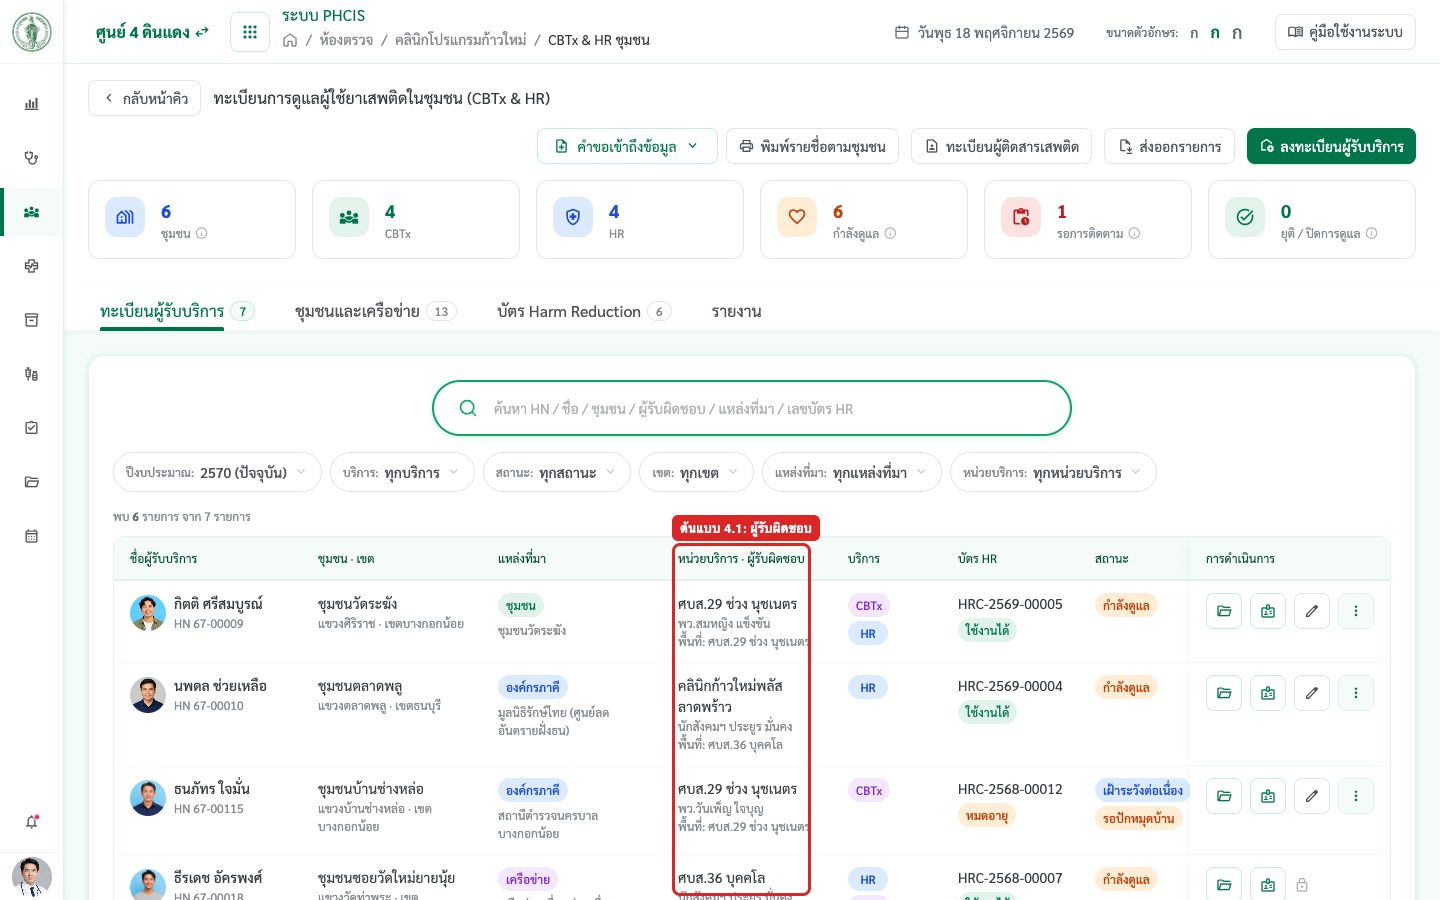 ศูนย์ 4 ดินแดง
ระบบ PHCIS
/ ห้องตรวจ / คลินิกโปรแกรมก้าวใหม่ / CBTx & HR ชุมชน
วันพุธ 18 พฤศจิกายน 2569
ขนาดตัวอักษร: ก ก ก
คู่มือใช้งานระบบ
กลับหน้าคิว
ทะเบียนการดูแลผู้ใช้ยาเสพติดในชุมชน (CBTx & HR)
คำขอเข้าถึงข้อมูล
พิมพ์รายชื่อตามชุมชน
ทะเบียนผู้ติดสารเสพติด
ส่งออกรายการ
ลงทะเบียนผู้รับบริการ
6
ชุมชน
4
CBTx
4
HR
6
กำลังดูแล
1
รอการติดตาม
0
ยุติ / ปิดการดูแล
ทะเบียนผู้รับบริการ 7
ชุมชนและเครือข่าย 13
บัตร Harm Reduction 6
รายงาน
ค้นหา HN / ชื่อ / ชุมชน / ผู้รับผิดชอบ / แหล่งที่มา / เลขบัตร HR
ปีงบประมาณ: 2570 (ปัจจุบัน)
บริการ: ทุกบริการ
สถานะ: ทุกสถานะ
เขต: ทุกเขต
แหล่งที่มา: ทุกแหล่งที่มา
หน่วยบริการ: ทุกหน่วยบริการ
พบ 6 รายการ จาก 7 รายการ
ต้นแบบ 4.1: ผู้รับผิดชอบ
ชื่อผู้รับบริการ
ชุมชน · เขต
แหล่งที่มา
หน่วยบริการ · ผู้รับผิดชอบ
บริการ
บัตร HR
สถานะ
การดำเนินการ
กิตติ ศรีสมบูรณ์
HN 67-00009
ชุมชนวัดระฆัง
แขวงศิริราช · เขตบางกอกน้อย
ชุมชน
ชุมชนวัดระฆัง
ศบส.29 ช่วง นุชเนตร
พว.สมหญิง แข็งขัน
พื้นที่: ศบส.29 ช่วง นุชเนตร
CBTx
HR
HRC-2569-00005
ใช้งานได้
กำลังดูแล
นพดล ช่วยเหลือ
HN 67-00010
ชุมชนตลาดพลู
แขวงตลาดพลู · เขตธนบุรี
องค์กรภาคี
มูลนิธิรักษ์ไทย (ศูนย์ลด
อันตรายฝั่งธน)
คลินิกก้าวใหม่พลัส
ลาดพร้าว
นักสังคมฯ ประยูร มั่นคง
พื้นที่: ศบส.36 บุคคโล
HR
HRC-2569-00004
ใช้งานได้
กำลังดูแล
ธนภัทร ใจมั่น
HN 67-00115
ชุมชนบ้านช่างหล่อ
แขวงบ้านช่างหล่อ · เขต
บางกอกน้อย
องค์กรภาคี
สถานีตำรวจนครบาล
บางกอกน้อย
ศบส.29 ช่วง นุชเนตร
พว.วันเพ็ญ ใจบุญ
พื้นที่: ศบส.29 ช่วง นุชเนตร
CBTx
HRC-2568-00012
หมดอายุ
เฝ้าระวังต่อเนื่อง
รอปักหมุดบ้าน
ธีรเดช อัครพงศ์
HN 67-00018
ชุมชนซอยวัดใหม่ยายนุ้ย
เครือข่าย
ศบส.36 บุคคโล
HR
HRC-2568-00007
กำลังดูแล